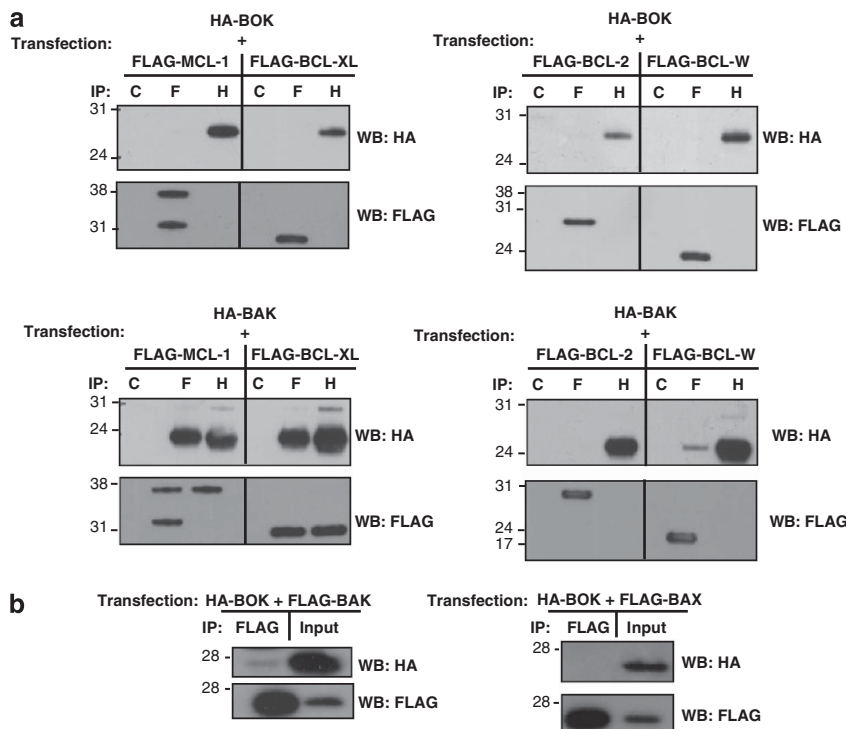 a
HA-BOK
Transfection: +
FLAG-MCL-1 FLAG-BCL-XL
IP: C F H C F H
31
24
WB: HA
38
31
WB: FLAG
HA-BOK
Transfection: +
FLAG-BCL-2 FLAG-BCL-W
IP: C F H C F H
31
24
WB: HA
38
31
24
WB: FLAG
HA-BAK
Transfection: +
FLAG-MCL-1 FLAG-BCL-XL
IP: C F H C F H
31
24
WB: HA
38
31
WB: FLAG
HA-BAK
Transfection: +
FLAG-BCL-2 FLAG-BCL-W
IP: C F H C F H
31
24
WB: HA
31
24
17
WB: FLAG
b
Transfection: HA-BOK + FLAG-BAK
IP: FLAG Input
28
WB: HA
28
WB: FLAG
Transfection: HA-BOK + FLAG-BAX
IP: FLAG Input
28
WB: HA
28
WB: FLAG